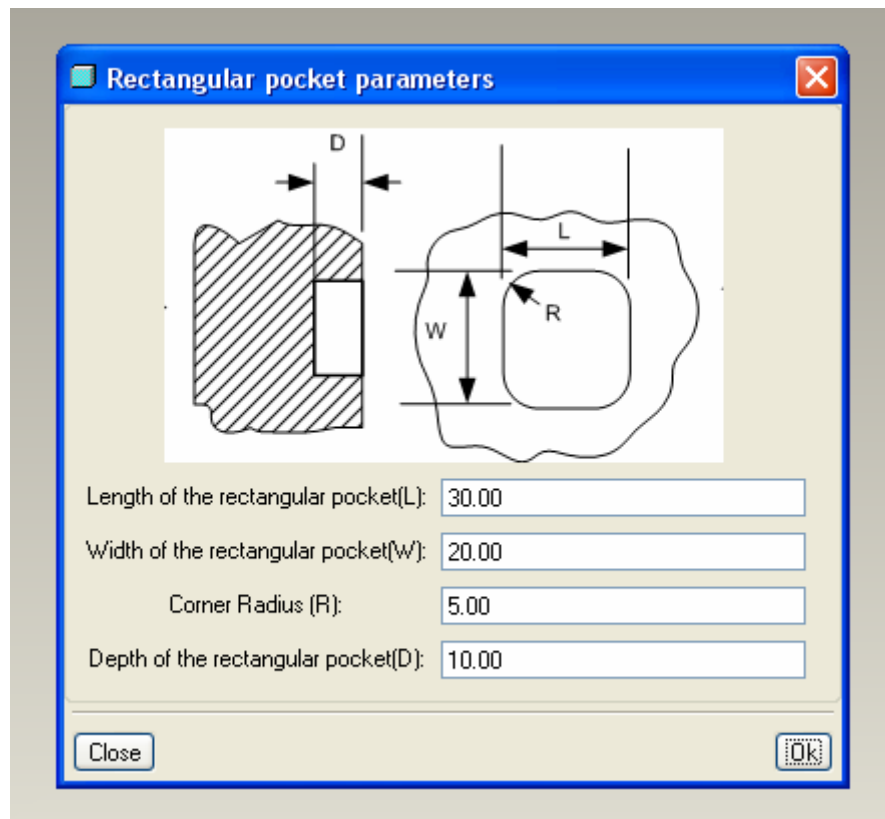 Rectangular pocket parameters
D
L
R
W
Length of the rectangular pocket(L): 30.00
Width of the rectangular pocket(W): 20.00
Corner Radius (R): 5.00
Depth of the rectangular pocket(D): 10.00
Close Ok